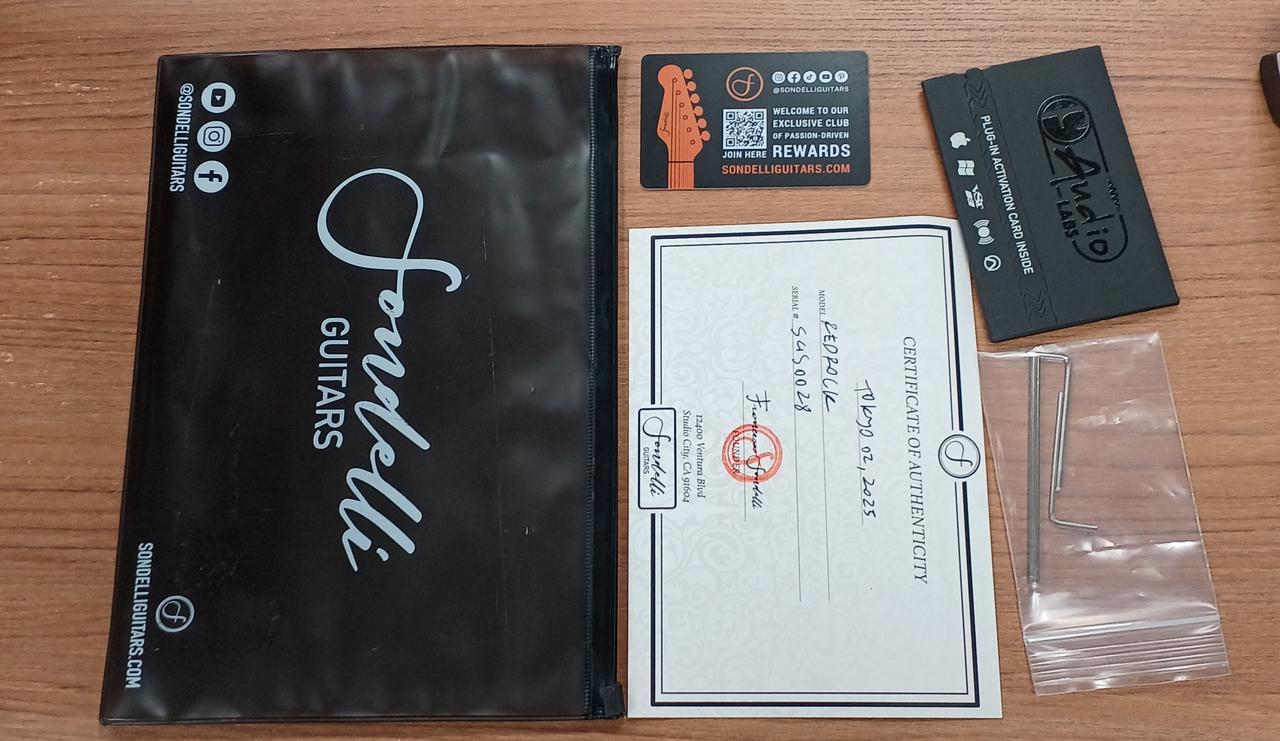 @SONDELLIGUITARS
Sondelli
GUITARS
SONDELLIGUITARS.COM
@SONDELLIGUITARS
WELCOME TO OUR
EXCLUSIVE CLUB
OF PASSION-DRIVEN
REWARDS
JOIN HERE
SONDELLIGUITARS.COM
Audio
LABS
PLUG-IN ACTIVATION CARD INSIDE
CERTIFICATE OF AUTHENTICITY
TOKYO 02, 2025
MODEL REDROCK
SERIAL # SGS0028
FOUNDER
12400 Ventura Blvd
Studio City, CA 91604
Sondelli
GUITARS